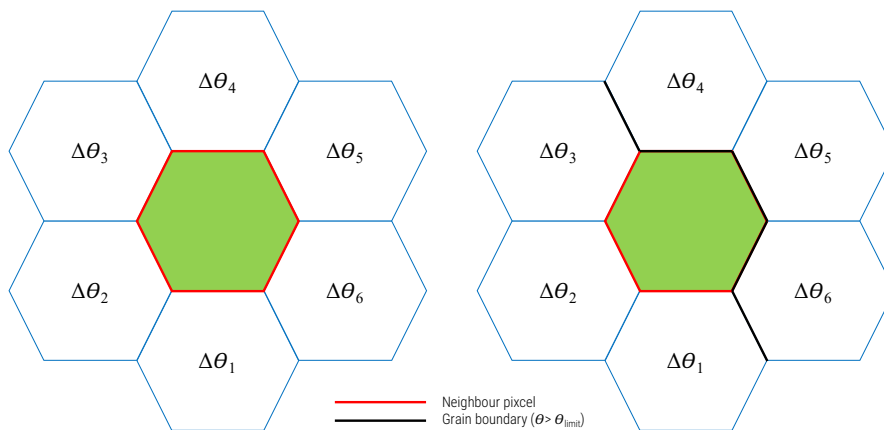 Δθ₄ Δθ₄
Δθ₃ Δθ₅ Δθ₃ Δθ₅
Δθ₂ Δθ₆ Δθ₂ Δθ₆
Δθ₁ Δθ₁
Neighbour pixcel
Grain boundary (θ> θlimit)